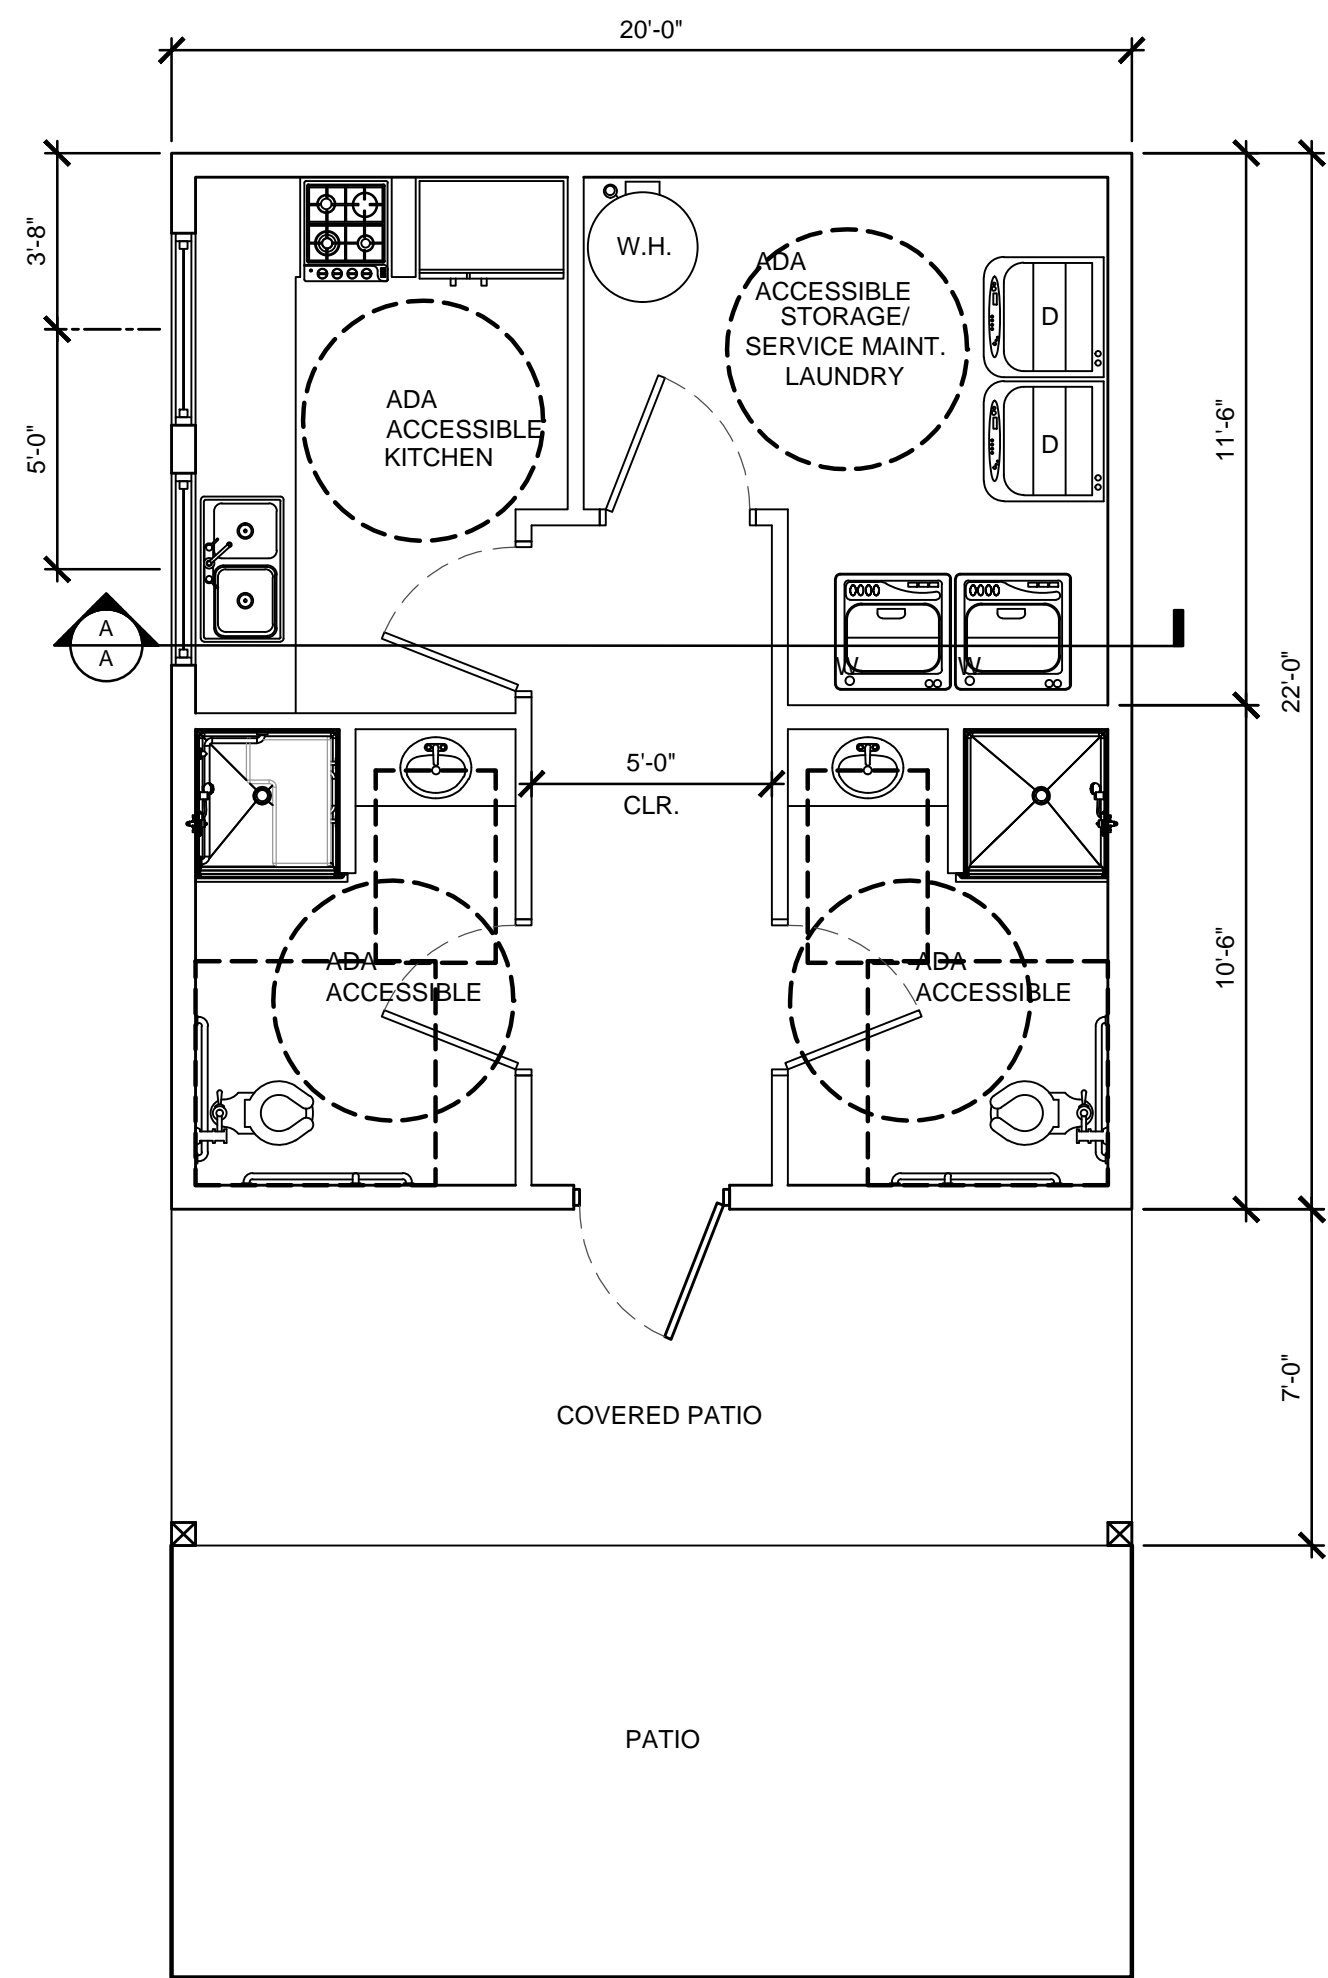 20'-0"
3'-8"
W.H.
ADA
ACCESSIBLE
STORAGE/
SERVICE MAINT.
LAUNDRY
D
ADA
ACCESSIBLE
KITCHEN
11'-6"
5'-0"
D
A
A
W
W
22'-0"
5'-0"
CLR.
10'-6"
ADA
ACCESSIBLE
ADA
ACCESSIBLE
7'-0"
COVERED PATIO
PATIO